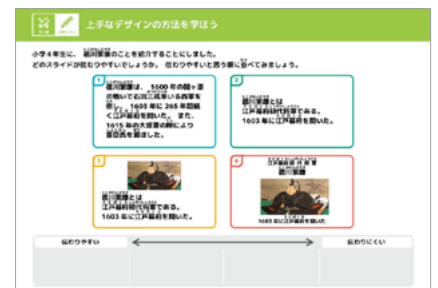 上手なデザインの方法を学ぼう
小学4年生に、徳川家康のことを紹介することにしました。
どのスライドが伝わりやすいでしょうか。伝わりやすいと思う順に並べてみましょう。
1
徳川家康は、1600年の関ヶ原
の戦いで石田三成率いる西軍を
倒し、1603年に265年間続
く江戸幕府を開いた。また、
1615年の大坂夏の陣により
豊臣氏を滅ぼした。
2
徳川家康とは
江戸幕府初代将軍である。
1603年に江戸幕府を開いた。
3
徳川家康とは
江戸幕府初代将軍である。
1603年に江戸幕府を開いた。
4
江戸幕府初代将軍
徳川家康
1603年に江戸幕府を開いた
伝わりやすい
伝わりにくい